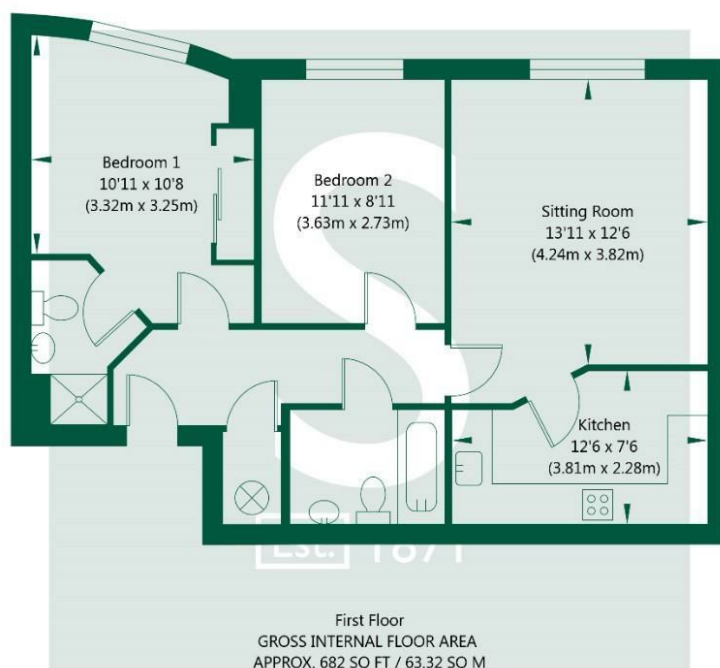 Bedroom 1
10'11 x 10'8
(3.32m x 3.25m)
Bedroom 2
11'11 x 8'11
(3.63m x 2.73m)
Sitting Room
13'11 x 12'6
(4.24m x 3.82m)
Kitchen
12'6 x 7'6
(3.81m x 2.28m)
S
Est. 1871
First Floor
GROSS INTERNAL FLOOR AREA
APPROX. 682 SQ FT / 63.32 SQ M